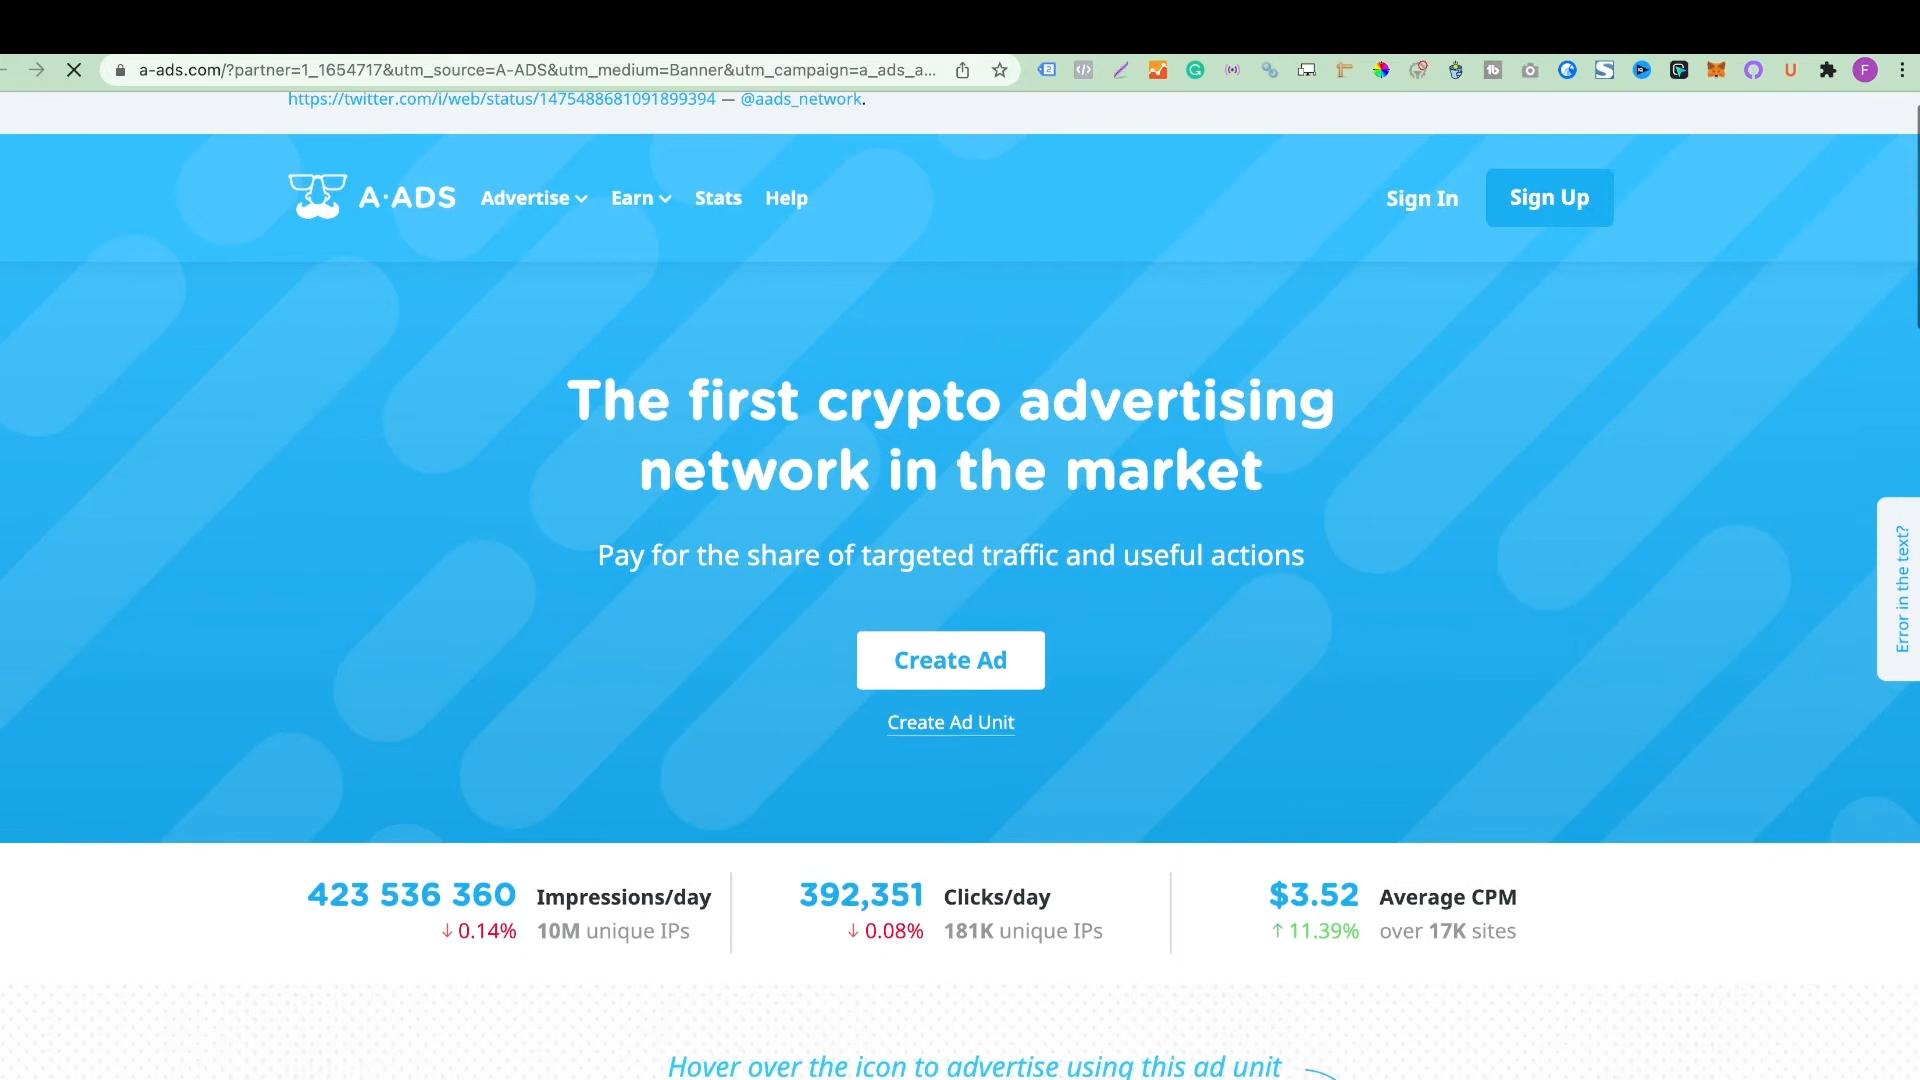 a-ads.com/?partner=1_1654717&utm_source=A-ADS&utm_medium=Banner&utm_campaign=a_ads_a...
https://twitter.com/i/web/status/1475488681091899394 — @aads_network.
A·ADS Advertise Earn Stats Help Sign In Sign Up
The first crypto advertising
network in the market
Pay for the share of targeted traffic and useful actions
Create Ad
Create Ad Unit
Error in the text?
423 536 360 Impressions/day 392,351 Clicks/day $3.52 Average CPM
↓ 0.14% 10M unique IPs ↓ 0.08% 181K unique IPs ↑ 11.39% over 17K sites
Hover over the icon to advertise using this ad unit